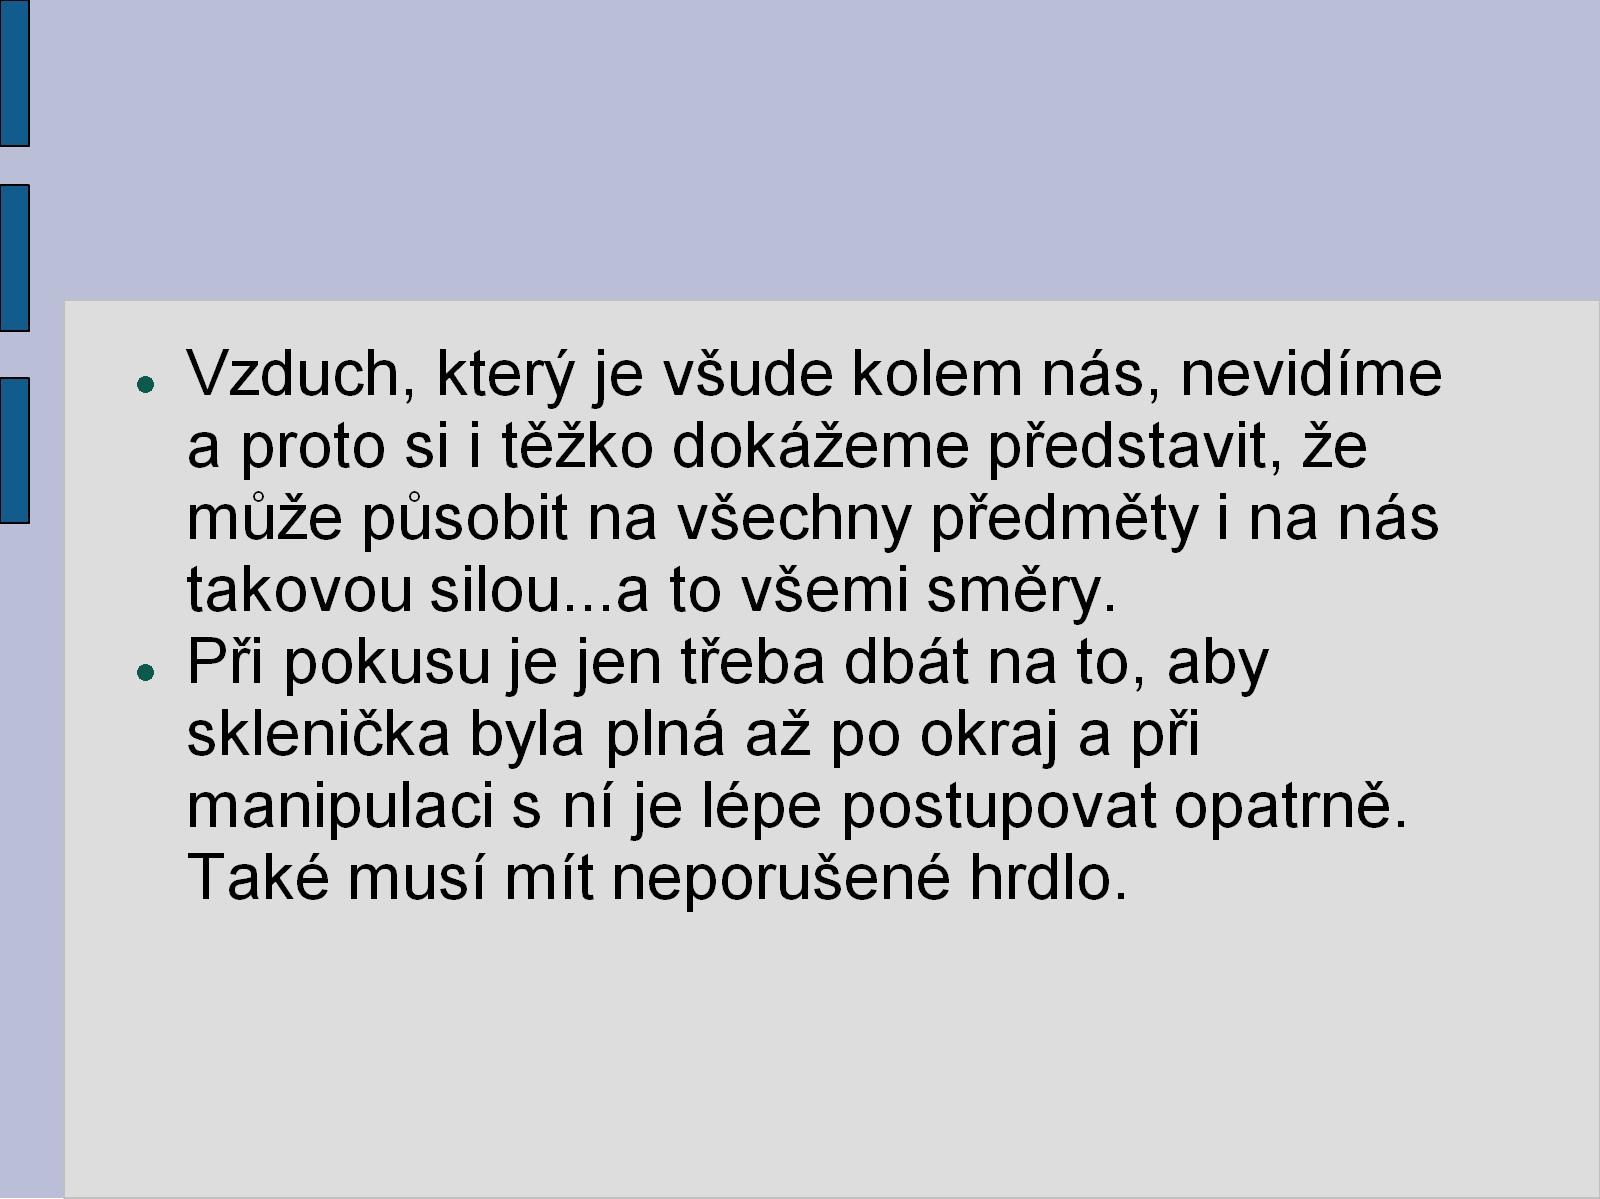 Vzduch, který je všude kolem nás, nevidíme
a proto si i těžko dokážeme představit, že
může působit na všechny předměty i na nás
takovou silou...a to všemi směry.
Při pokusu je jen třeba dbát na to, aby
sklenička byla plná až po okraj a při
manipulaci s ní je lépe postupovat opatrně.
Také musí mít neporušené hrdlo.